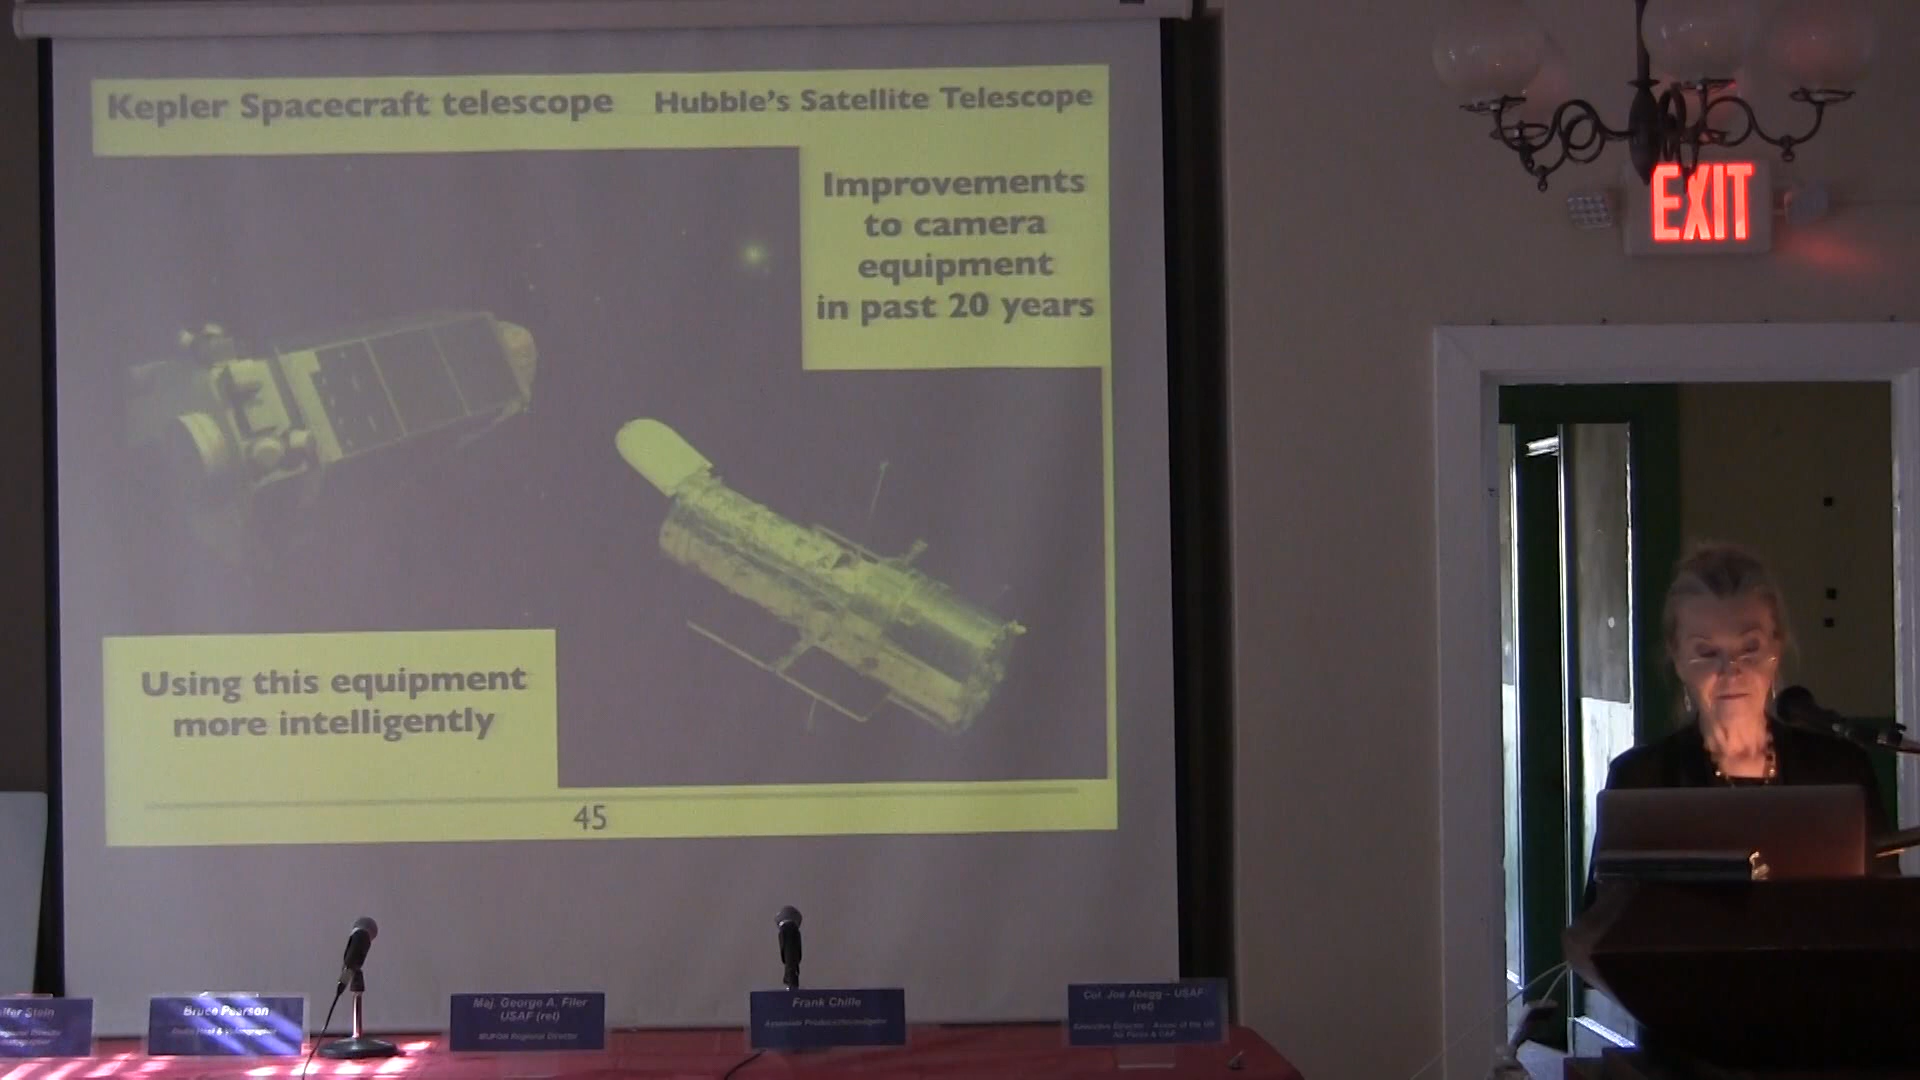 Kepler Spacecraft telescope
Hubble's Satellite Telescope
Improvements
to camera
equipment
in past 20 years
EXIT
Using this equipment
more intelligently
45
Stein
Bruce Pearson
Maj. George A. Filer
USAF (ret)
MUFON Regional Director
Frank Chille
Col. Joe Abegg – USAF
(ret)